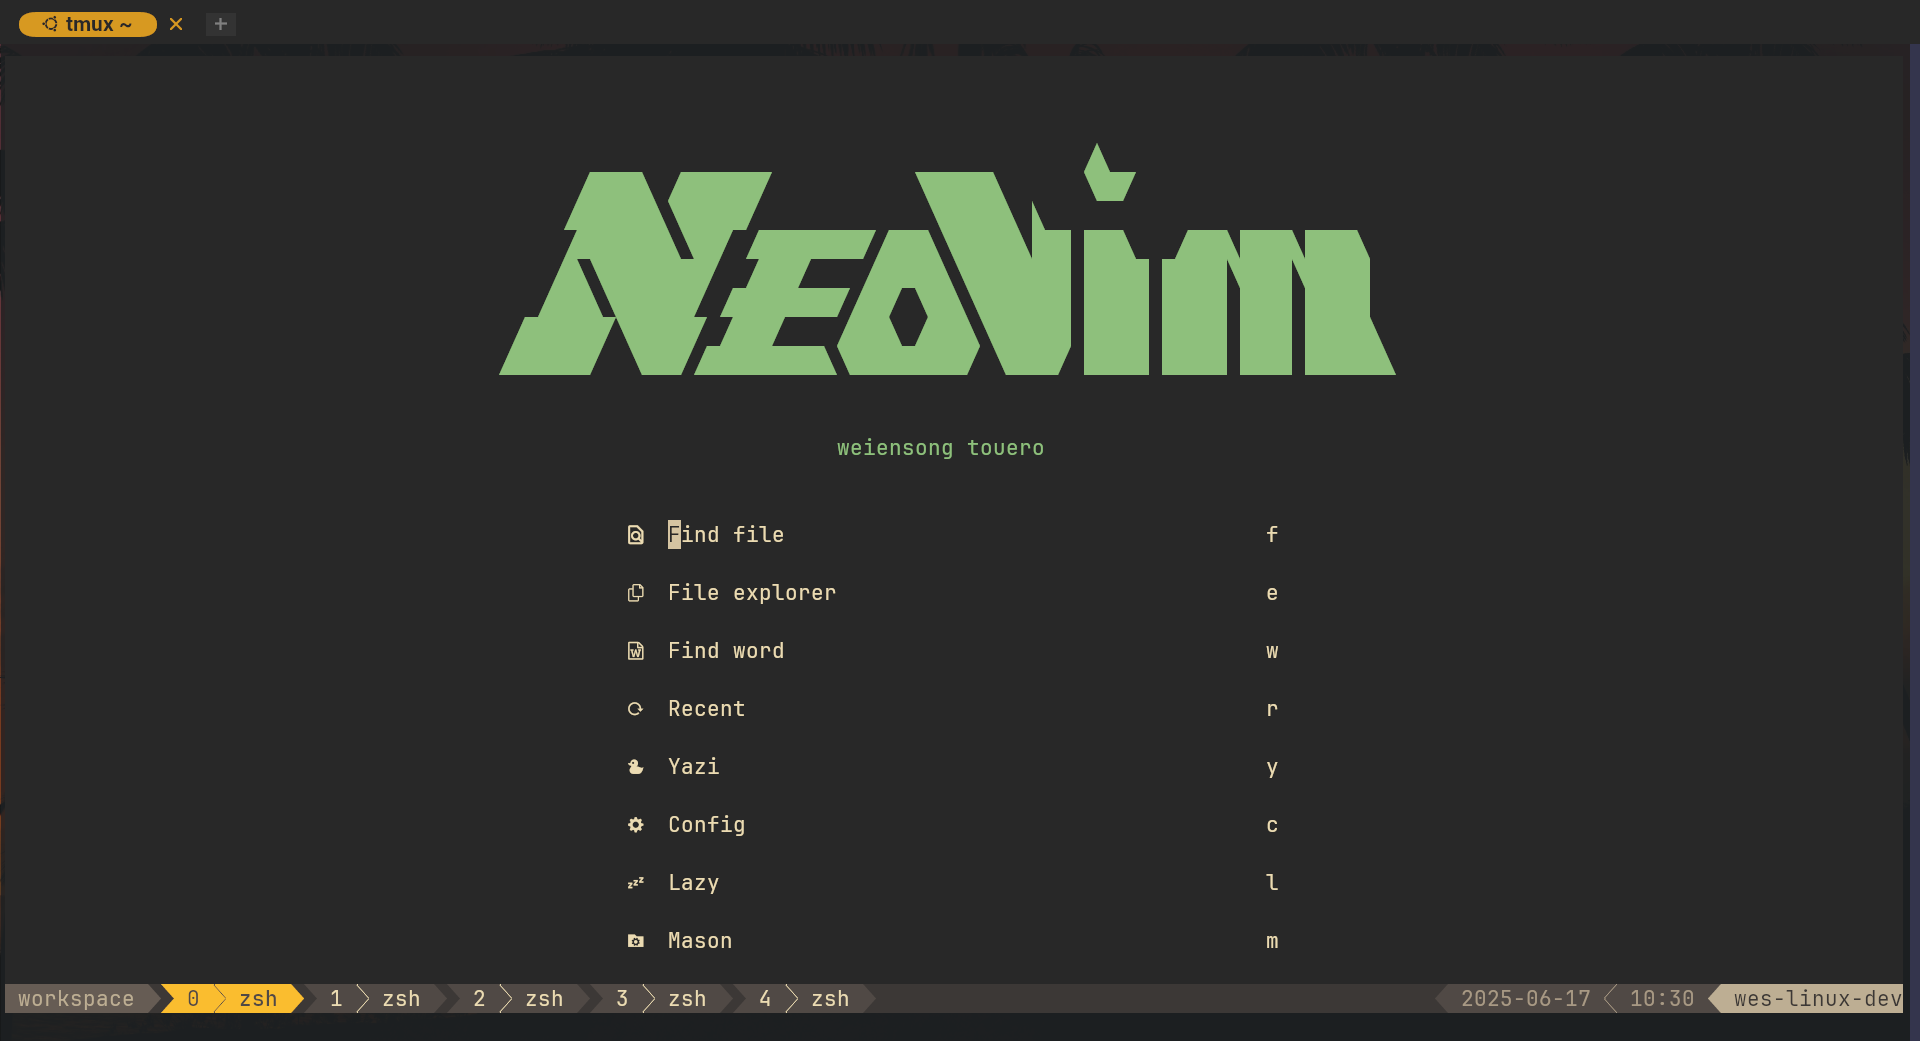 tmux ~
NEOVim
weiensong touero
Find file f
File explorer e
Find word w
Recent r
Yazi y
Config c
Lazy l
Mason m
workspace 0 zsh 1 zsh 2 zsh 3 zsh 4 zsh 2025-06-17 10:30 wes-linux-dev